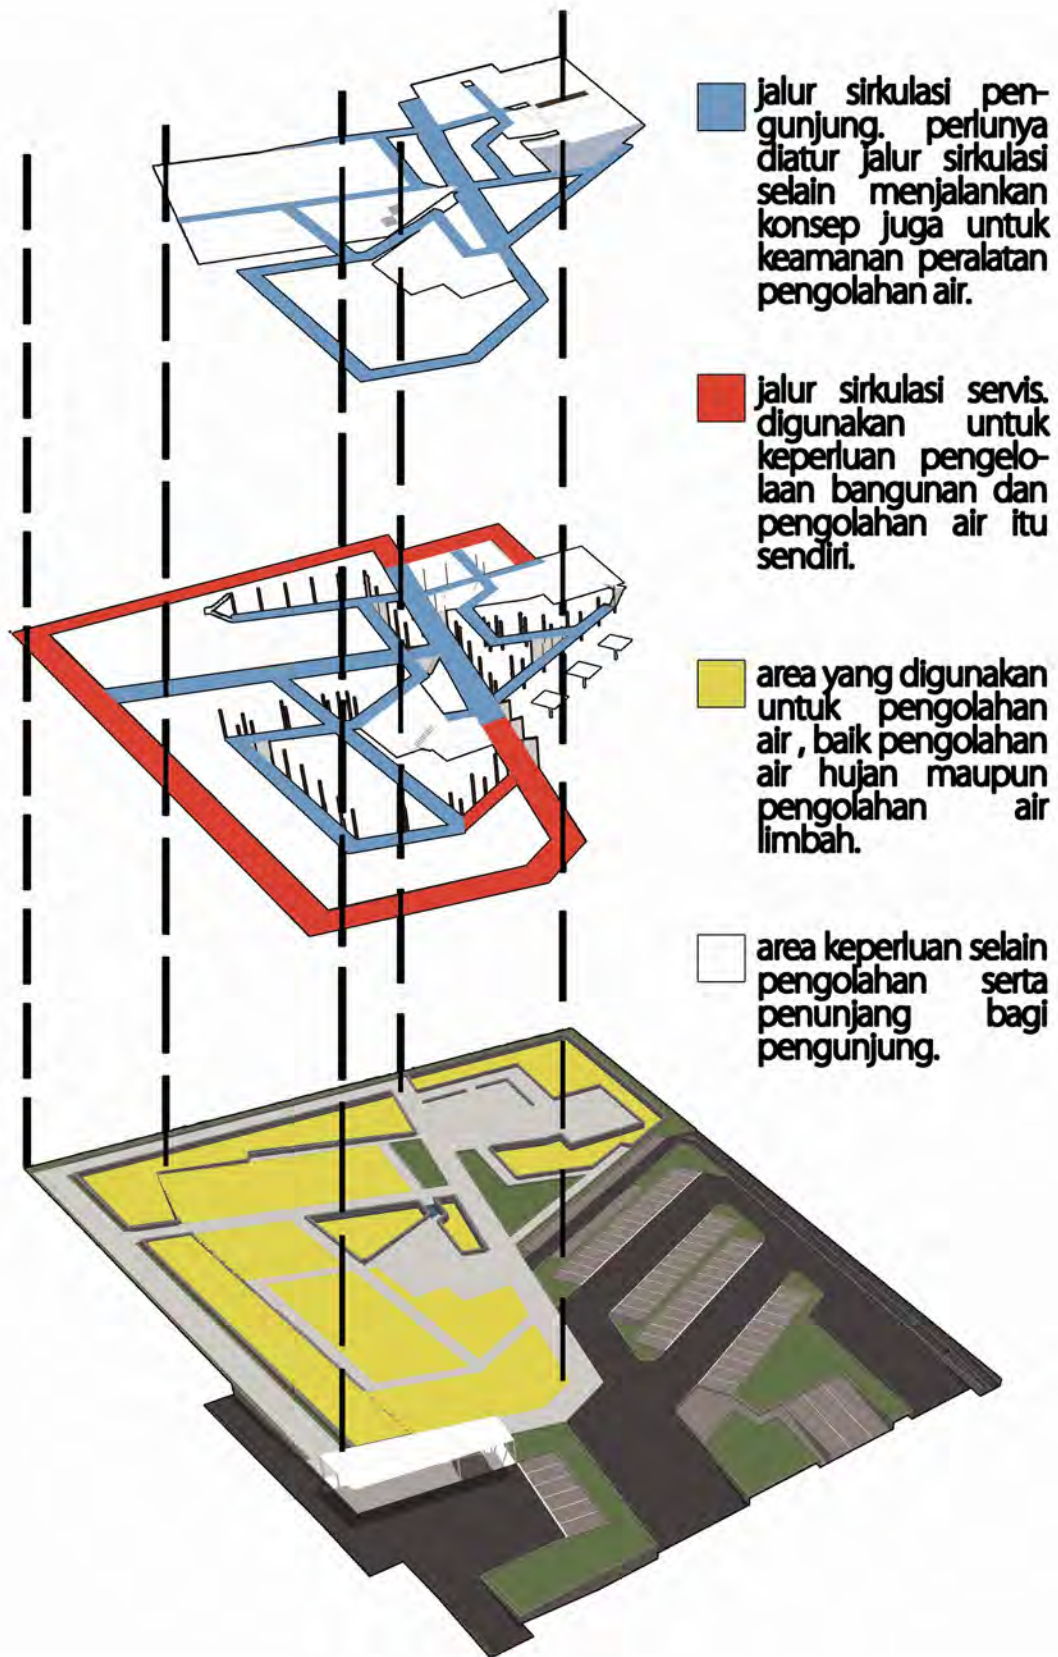 jalur sirkulasi pen-
gunjung. perlunya
diatur jalur sirkulasi
selain menjalankan
konsep juga untuk
keamanan peralatan
pengolahan air.
jalur sirkulasi servis.
digunakan untuk
keperluan pengelo-
laan bangunan dan
pengolahan air itu
sendiri.
area yang digunakan
untuk pengolahan
air , baik pengolahan
air hujan maupun
pengolahan air
limbah.
area keperluan selain
pengolahan serta
penunjang bagi
pengunjung.